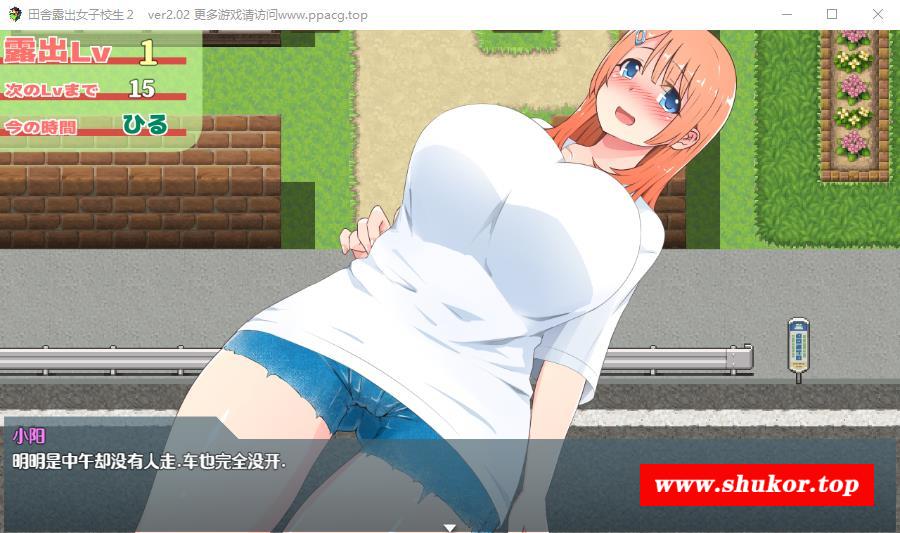 田舎露出女子校生２ ver2.02 更多游戏请访问www.ppacg.top
露出Lv 1
次のLvまで 15
今の時間 ひる
小阳
明明是中午却没有人走.车也完全没开.
www.shukor.top